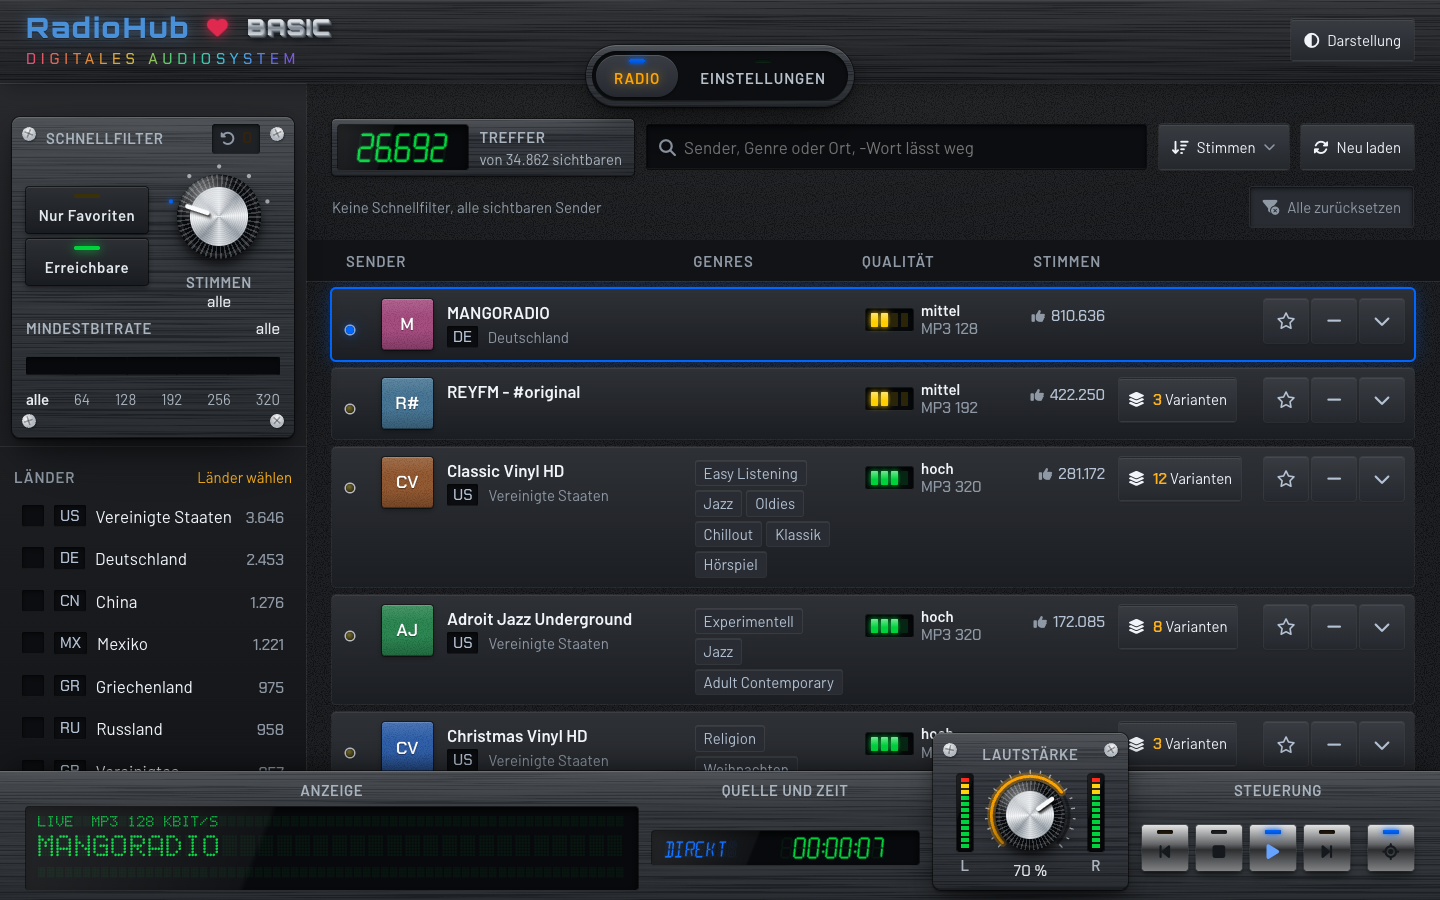 RadioHub BASIC
DIGITALES AUDIOSYSTEM
RADIO
EINSTELLUNGEN
Darstellung
SCHNELLFILTER
Nur Favoriten
Erreichbare
STIMMEN
alle
MINDESTBITRATE alle
alle 64 128 192 256 320
LÄNDER Länder wählen
US Vereinigte Staaten 3.646
DE Deutschland 2.453
CN China 1.276
MX Mexiko 1.221
GR Griechenland 975
RU Russland 958
26.692
TREFFER
von 34.862 sichtbaren
Sender, Genre oder Ort, -Wort lässt weg
Stimmen
Neu laden
Keine Schnellfilter, alle sichtbaren Sender
Alle zurücksetzen
SENDER GENRES QUALITÄT STIMMEN
M MANGORADIO
DE Deutschland
mittel
MP3 128
810.636
R# REYFM - #original
mittel
MP3 192
422.250
3 Varianten
CV Classic Vinyl HD
US Vereinigte Staaten
Easy Listening
Jazz Oldies
Chillout Klassik
Hörspiel
hoch
MP3 320
281.172
12 Varianten
AJ Adroit Jazz Underground
US Vereinigte Staaten
Experimentell
Jazz
Adult Contemporary
hoch
MP3 320
172.085
8 Varianten
CV Christmas Vinyl HD
US Vereinigte Staaten
Religion
Weihnachten
3 Varianten
ANZEIGE
LIVE MP3 128 KBIT/S
MANGORADIO
QUELLE UND ZEIT
DIREKT 00:00:07
LAUTSTÄRKE
L R
70 %
STEUERUNG